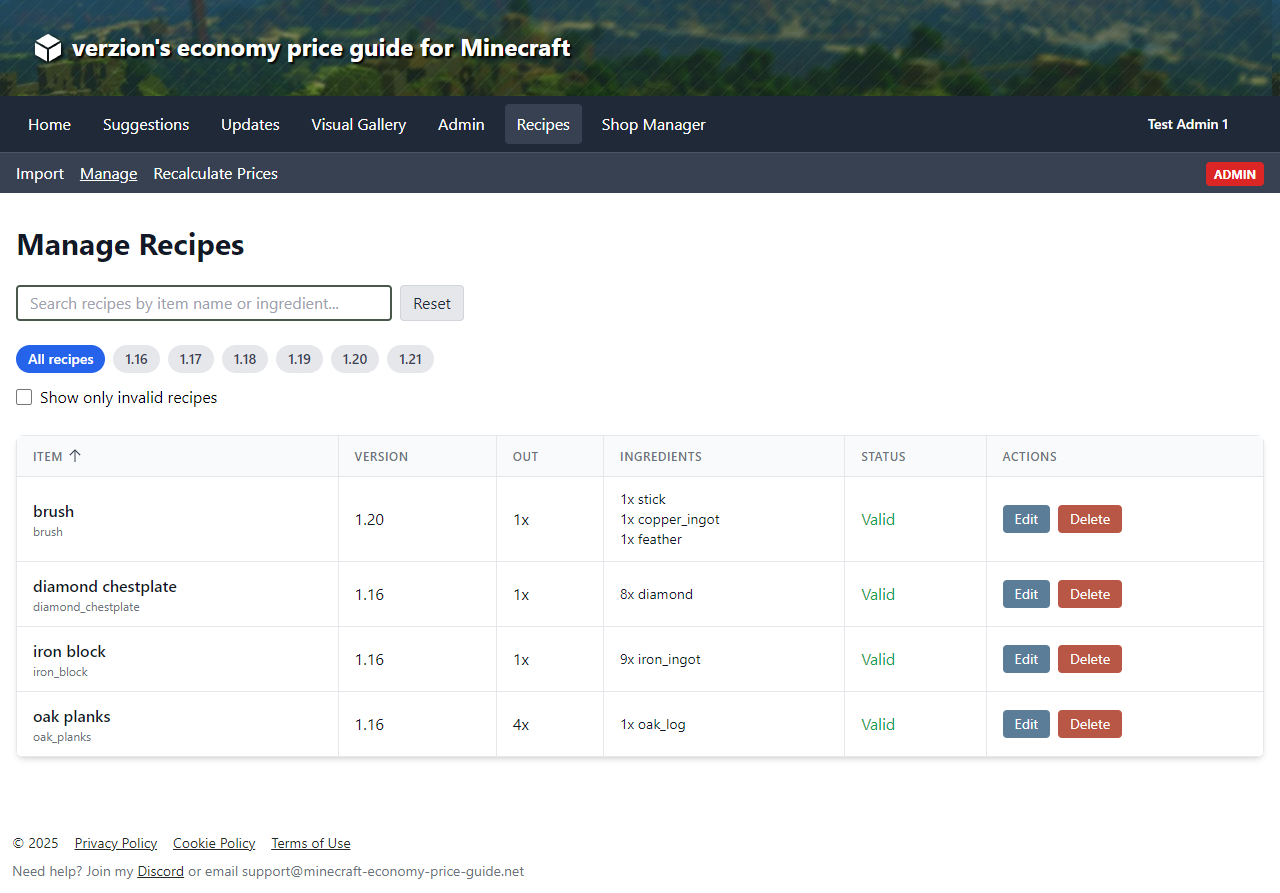 verzion's economy price guide for Minecraft
Home Suggestions Updates Visual Gallery Admin Recipes Shop Manager Test Admin 1
Import Manage Recalculate Prices ADMIN
Manage Recipes
Search recipes by item name or ingredient... Reset
All recipes 1.16 1.17 1.18 1.19 1.20 1.21
Show only invalid recipes
ITEM VERSION OUT INGREDIENTS STATUS ACTIONS
brush
brush
1.20
1x
1x stick
1x copper_ingot
1x feather
Valid
Edit Delete
diamond chestplate
diamond_chestplate
1.16
1x
8x diamond
Valid
Edit Delete
iron block
iron_block
1.16
1x
9x iron_ingot
Valid
Edit Delete
oak planks
oak_planks
1.16
4x
1x oak_log
Valid
Edit Delete
© 2025 Privacy Policy Cookie Policy Terms of Use
Need help? Join my Discord or email support@minecraft-economy-price-guide.net